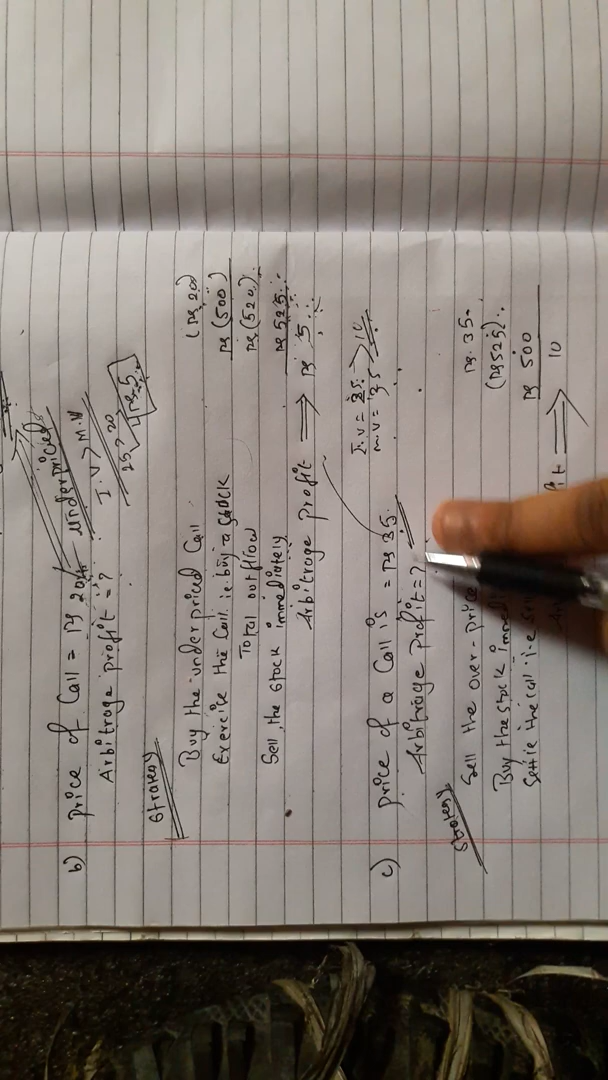 b) Price of Call = Rs 20 ← Underpriced
Arbitrage profit = ? I.V > M.V
25 > 20
Rs 5
Strategy
Buy the underpriced Call (Rs 20)
Exercise the Call i.e buy a stock Rs (500)
Total outflow Rs (520)
Sell the stock immediately Rs 525
Arbitrage profit ⟹ Rs 5
c) Price of a Call is = Rs 35
Arbitrage profit = ?
M.V = 35 > 10
Strategy
Sell the over-price Rs. 35
Buy the stock (Rs 525)
Settle the call i.e Rs 500
⟹ 10